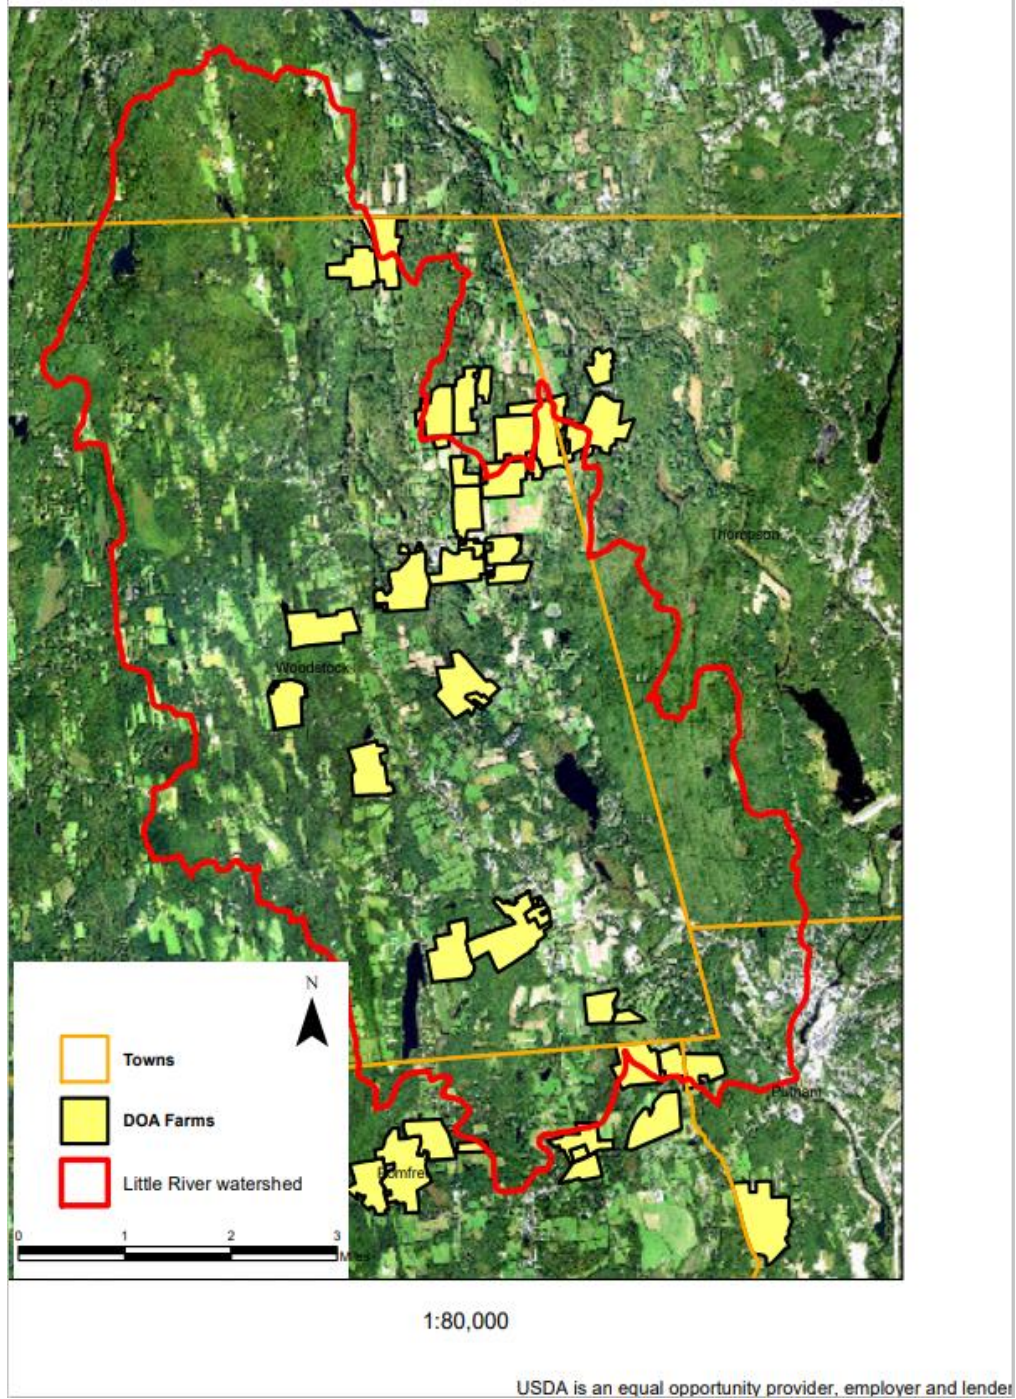 Thompson
Woodstock
N
Towns
DOA Farms
Putnam
Pomfre
Little River watershed
0 1 2 3
Miles
1:80,000
USDA is an equal opportunity provider, employer and lender